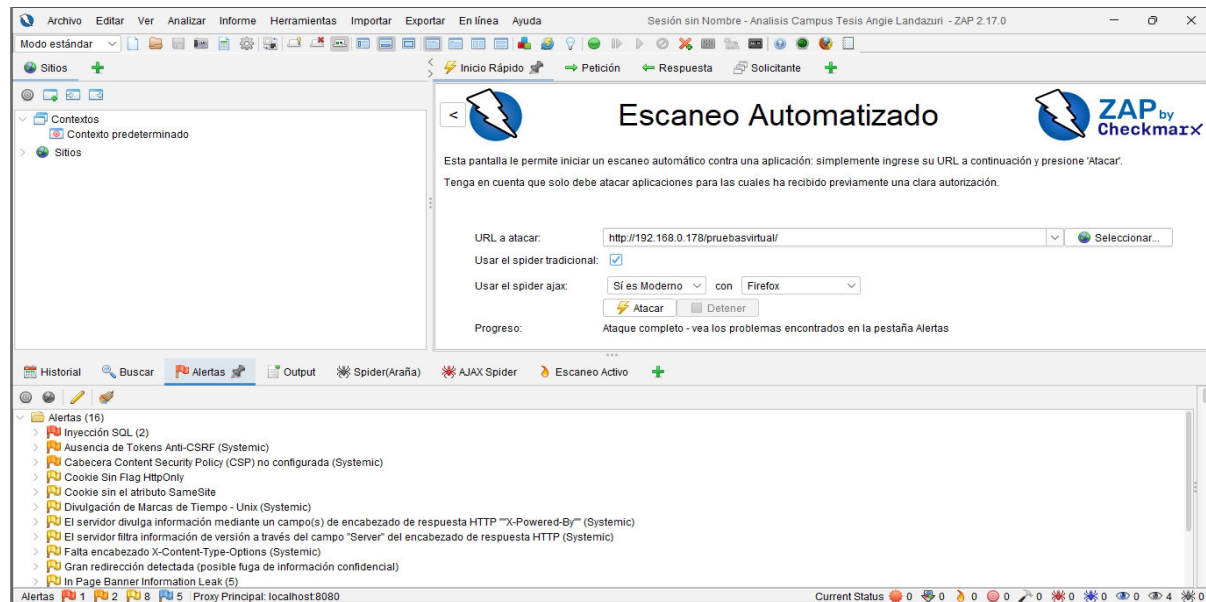 Archivo Editar Ver Analizar Informe Herramientas Importar Exportar En línea Ayuda
Sesión sin Nombre - Analisis Campus Tesis Angie Landazuri - ZAP 2.17.0
Modo estándar
Sitios
Inicio Rápido
Petición
Respuesta
Solicitante
Contextos
Contexto predeterminado
Sitios
<
Escaneo Automatizado
ZAP by
Checkmarx
Esta pantalla le permite iniciar un escaneo automático contra una aplicación: simplemente ingrese su URL a continuación y presione 'Atacar'.
Tenga en cuenta que solo debe atacar aplicaciones para las cuales ha recibido previamente una clara autorización.
URL a atacar: http://192.168.0.178/pruebasvirtual/ Seleccionar...
Usar el spider tradicional:
Usar el spider ajax: Sí es Moderno con Firefox
Atacar Detener
Progreso: Ataque completo - vea los problemas encontrados en la pestaña Alertas
Historial Buscar Alertas Output Spider(Araña) AJAX Spider Escaneo Activo
Alertas (16)
Inyección SQL (2)
Ausencia de Tokens Anti-CSRF (Systemic)
Cabecera Content Security Policy (CSP) no configurada (Systemic)
Cookie Sin Flag HttpOnly
Cookie sin el atributo SameSite
Divulgación de Marcas de Tiempo - Unix (Systemic)
El servidor divulga información mediante un campo(s) de encabezado de respuesta HTTP ""X-Powered-By"" (Systemic)
El servidor filtra información de versión a través del campo "Server" del encabezado de respuesta HTTP (Systemic)
Falta encabezado X-Content-Type-Options (Systemic)
Gran redirección detectada (posible fuga de información confidencial)
In Page Banner Information Leak (5)
Alertas 1 2 8 5 Proxy Principal: localhost:8080
Current Status 0 0 0 0 0 0 0 0 4 0